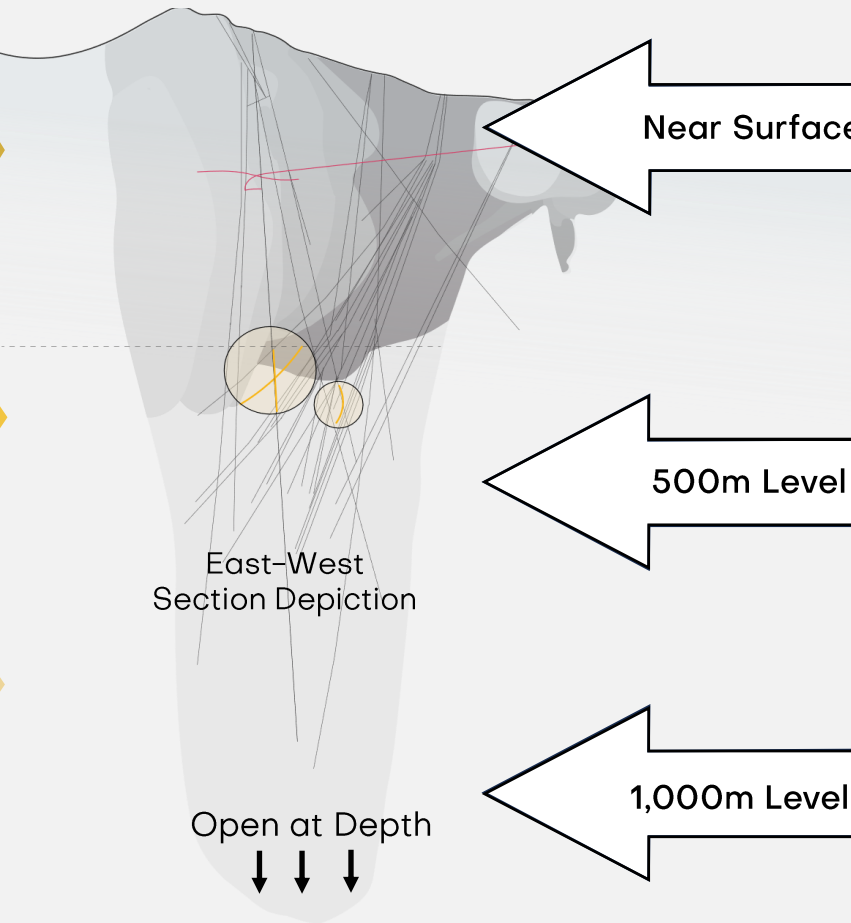 Near Surface
500m Level
East-West
Section Depiction
1,000m Level
Open at Depth